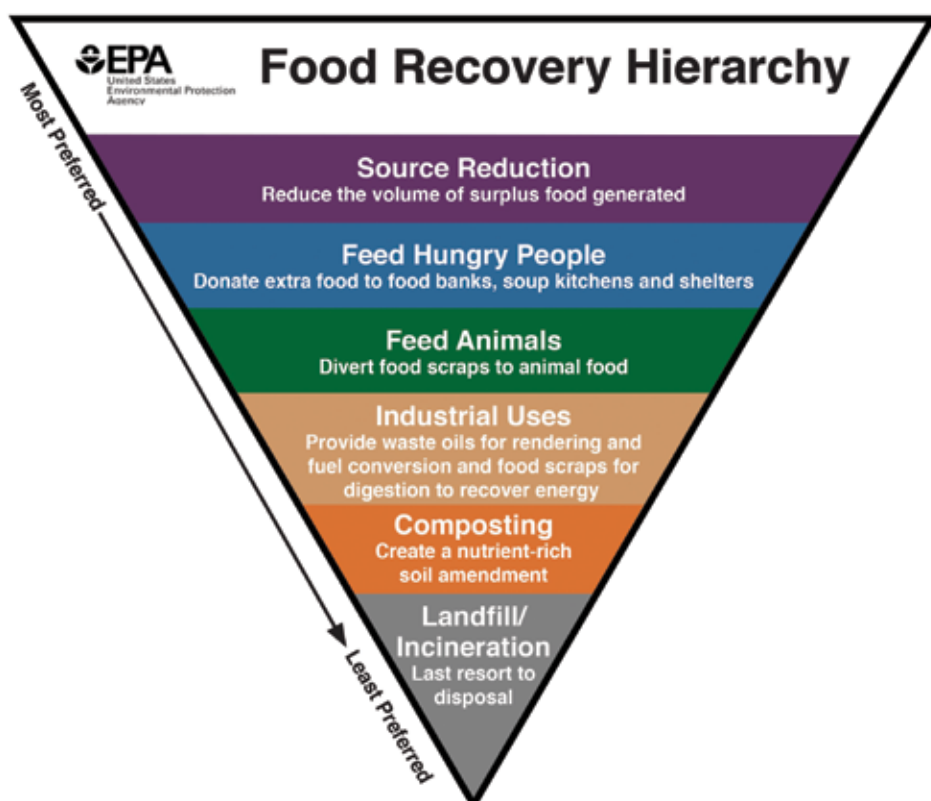 EPA
United States
Environmental Protection
Agency
Food Recovery Hierarchy
Most Preferred
Source Reduction
Reduce the volume of surplus food generated
Feed Hungry People
Donate extra food to food banks, soup kitchens and shelters
Feed Animals
Divert food scraps to animal food
Industrial Uses
Provide waste oils for rendering and
fuel conversion and food scraps for
digestion to recover energy
Composting
Create a nutrient-rich
soil amendment
Landfill/
Incineration
Last resort to
disposal
Least Preferred